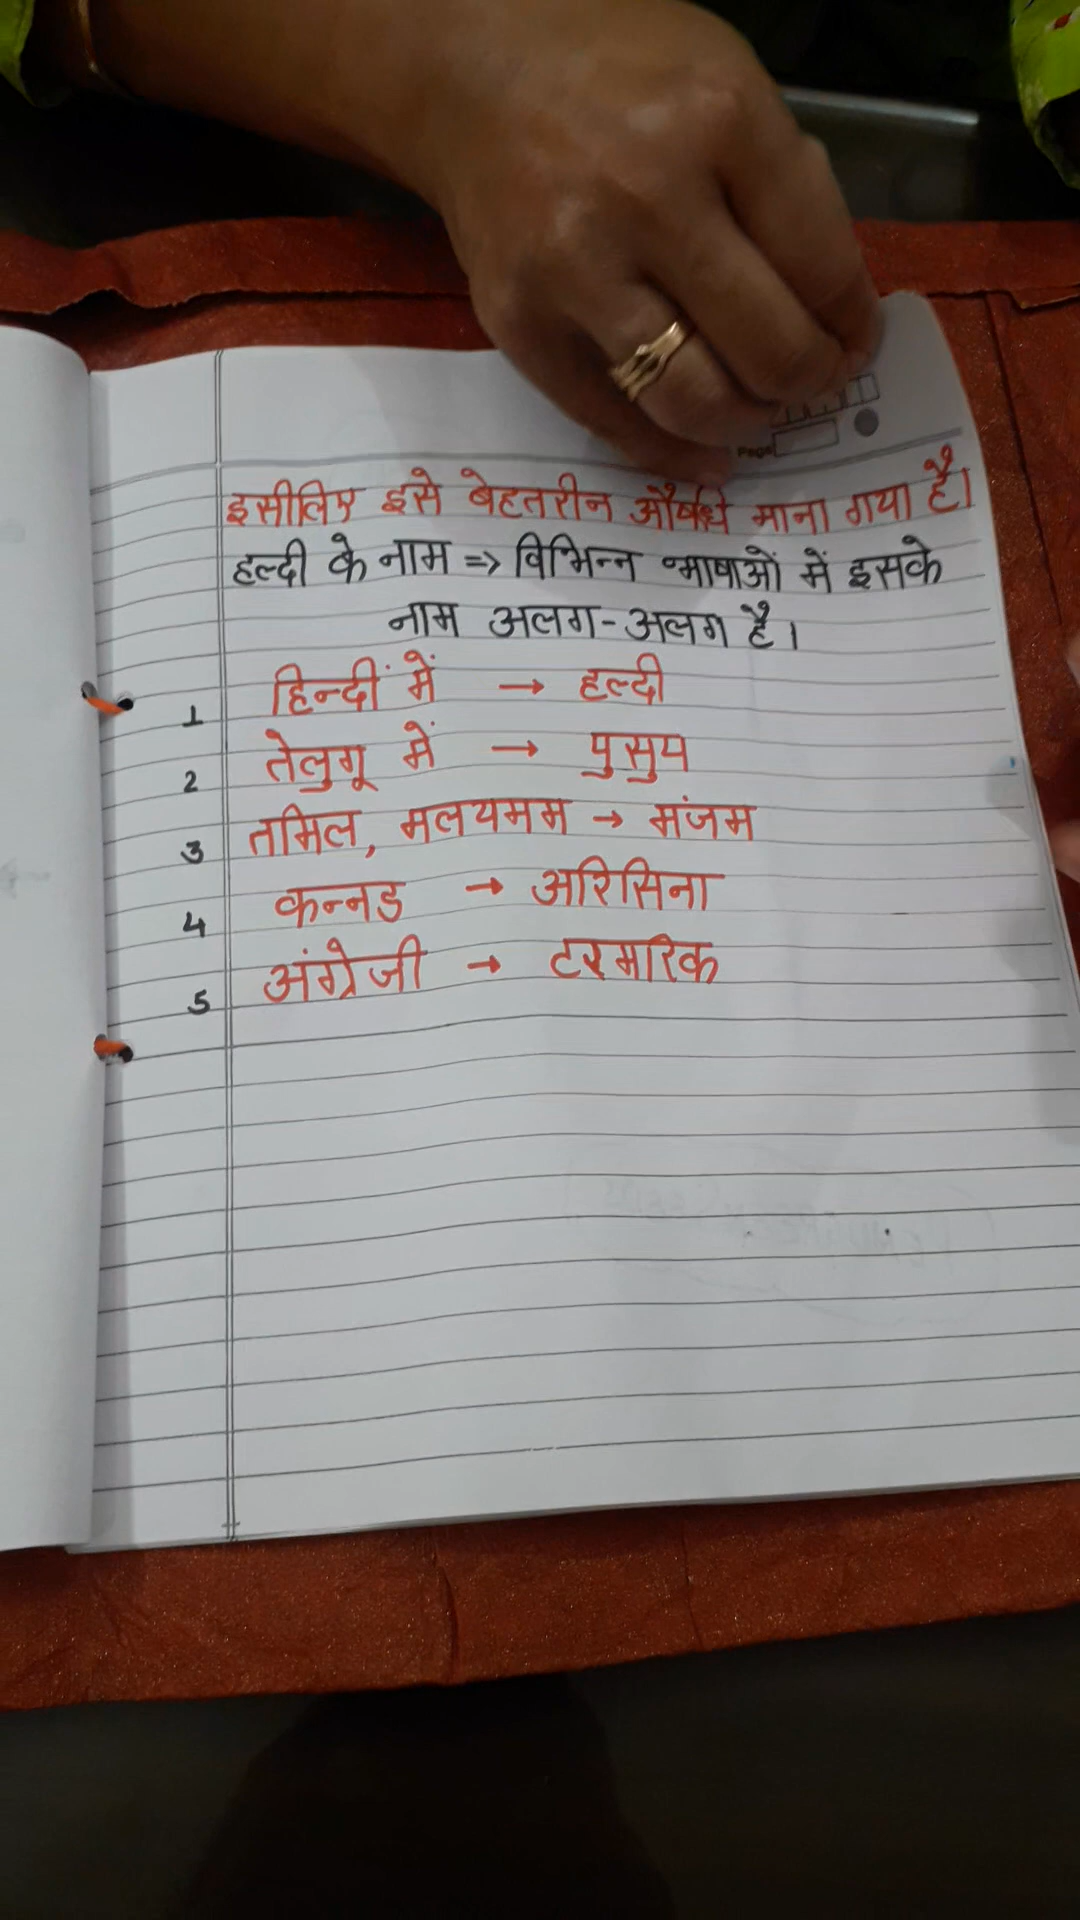 Page
इसीलिए इसे बेहतरीन औषधि माना गया है।
हल्दी के नाम => विभिन्न भाषाओं में इसके
नाम अलग-अलग है।
1 हिन्दीं में → हल्दी
2 तेलुगू में → पुसुप
3 तामिल, मलयमम → मंजम
4 कन्नड → अरिसिना
5 अंग्रेजी → टरमरिक